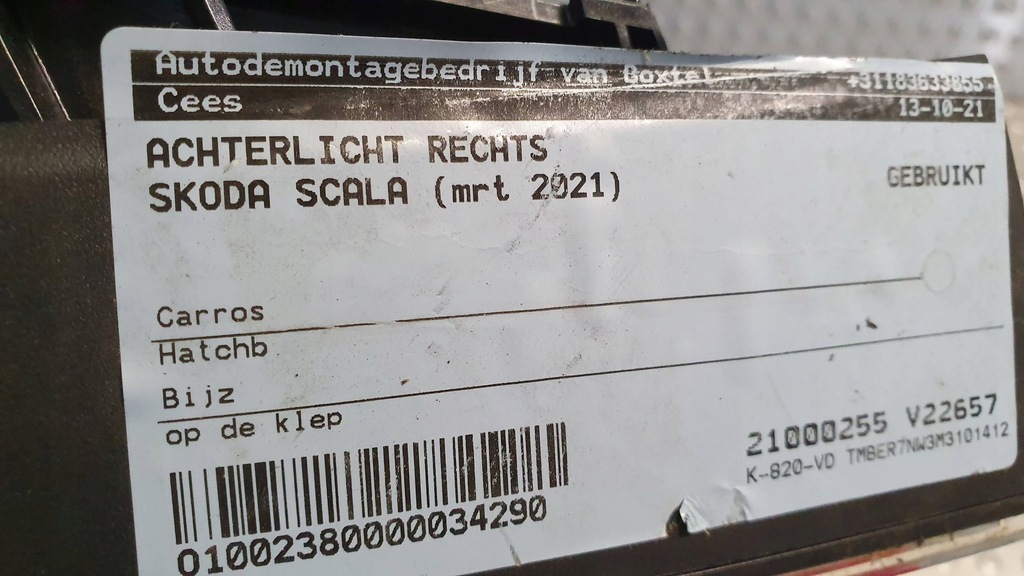 Autodemontagebedrijf van Boxtel +31183633855
Cees 13-10-21
ACHTERLICHT RECHTS
SKODA SCALA (mrt 2021) GEBRUIKT
Carros
Hatchb
Bijz
op de klep
21000255 V22657
K-820-VD TMBER7NW3M3101412
01002380000034290